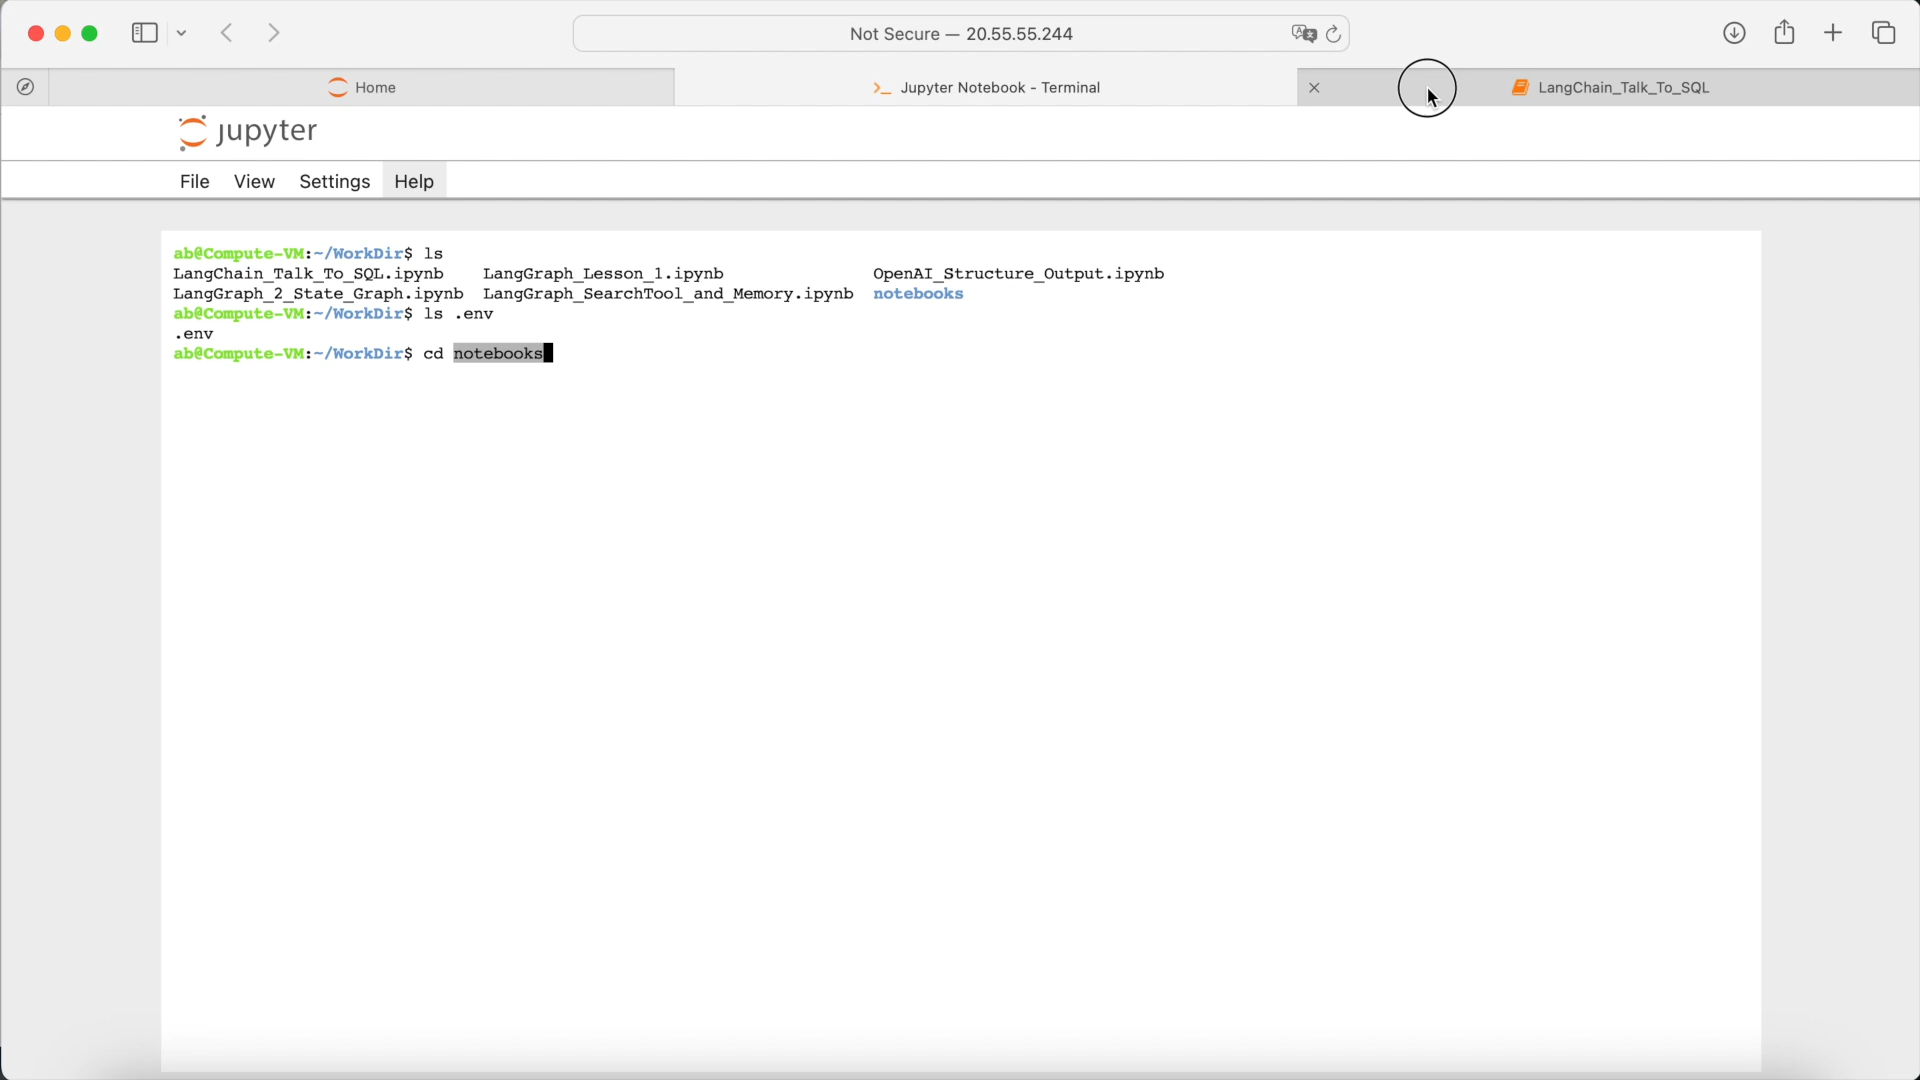 Not Secure — 20.55.55.244
Home
Jupyter Notebook - Terminal
LangChain_Talk_To_SQL
jupyter
File View Settings Help
ab@Compute-VM:~/WorkDir$ ls
LangChain_Talk_To_SQL.ipynb LangGraph_Lesson_1.ipynb OpenAI_Structure_Output.ipynb
LangGraph_2_State_Graph.ipynb LangGraph_SearchTool_and_Memory.ipynb notebooks
ab@Compute-VM:~/WorkDir$ ls .env
.env
ab@Compute-VM:~/WorkDir$ cd notebooks